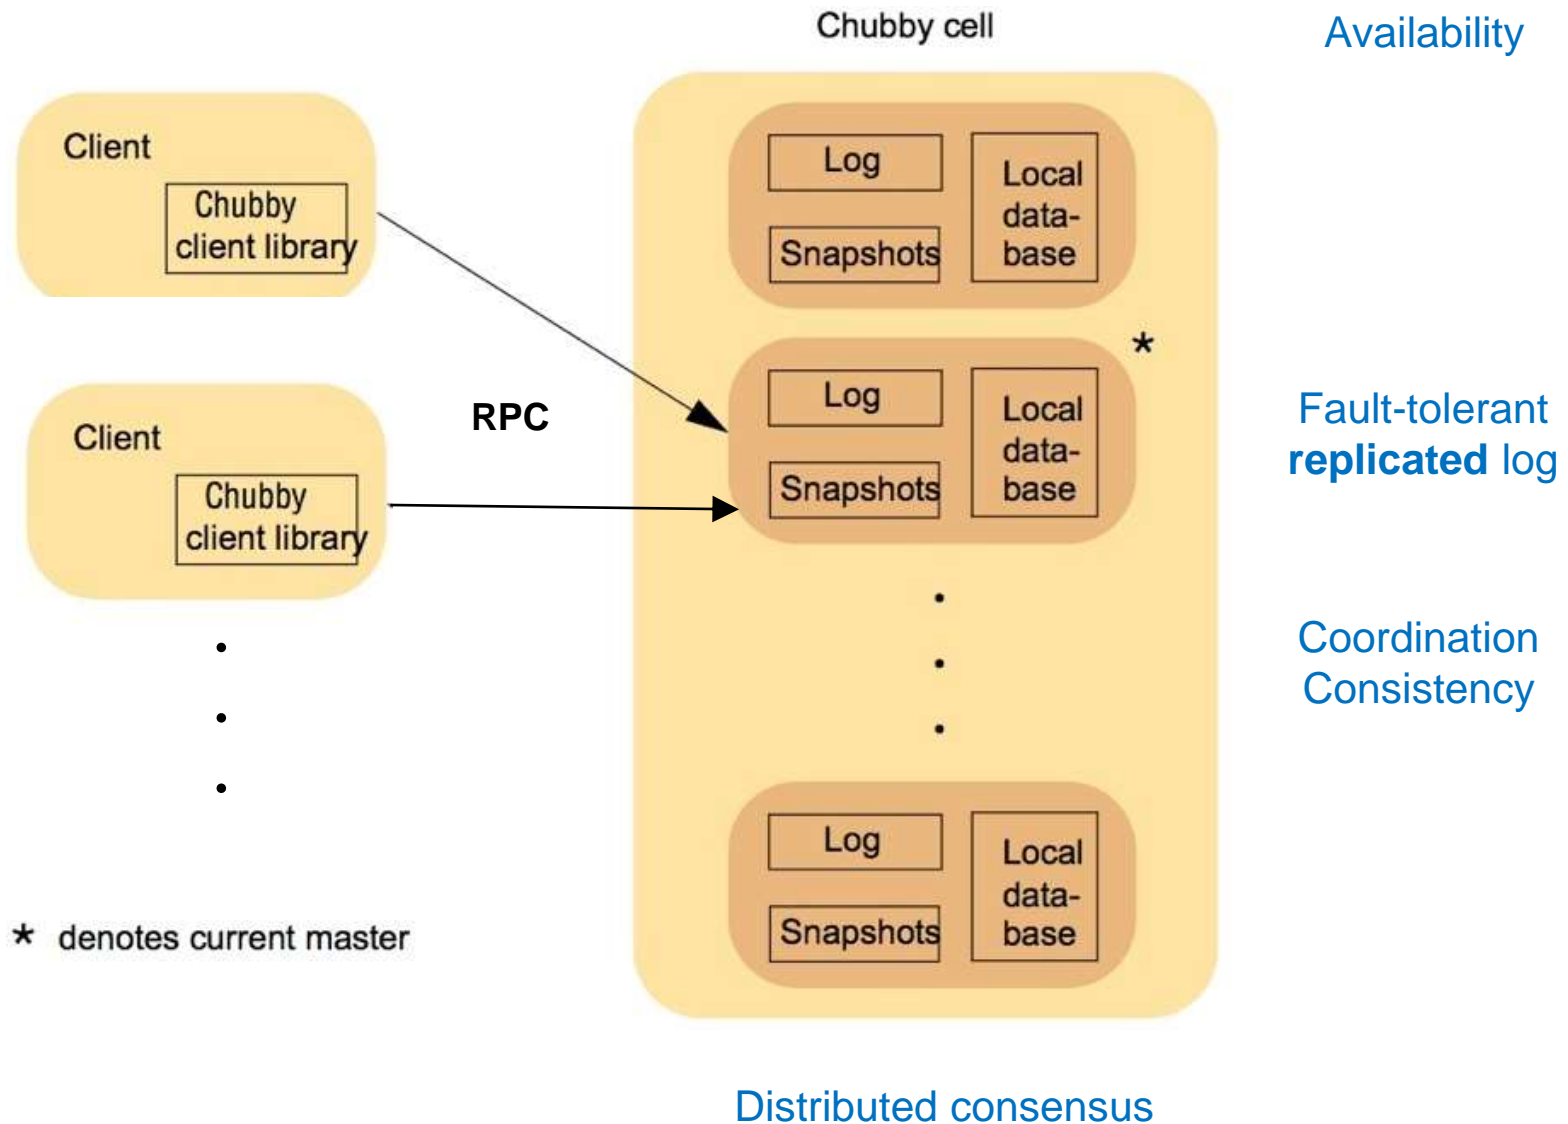 Chubby cell
Availability
Client
Chubby
client library
Log
Snapshots
Local
data-
base
*
Client
Chubby
client library
RPC
Log
Snapshots
Local
data-
base
Fault-tolerant
replicated log
Coordination
Consistency
Log
Snapshots
Local
data-
base
* denotes current master
Distributed consensus